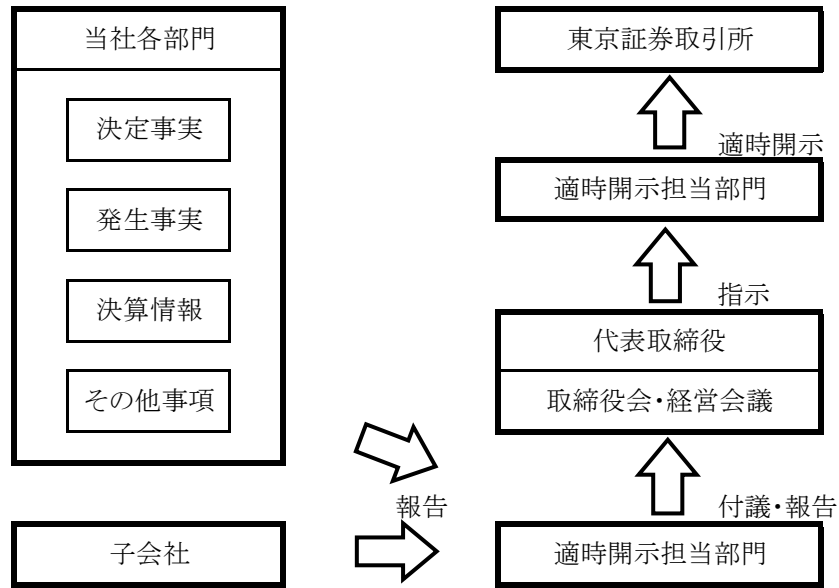 当社各部門
決定事実
発生事実
決算情報
その他事項
子会社
報告
東京証券取引所
適時開示
適時開示担当部門
指示
代表取締役
取締役会・経営会議
付議・報告
適時開示担当部門